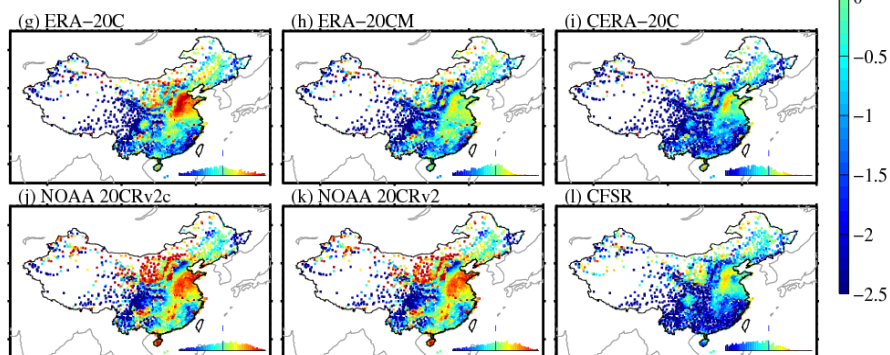 (g) ERA−20C
(h) ERA−20CM
(i) CERA−20C
0
−0.5
−1
−1.5
−2
−2.5
(j) NOAA 20CRv2c
(k) NOAA 20CRv2
(l) CFSR